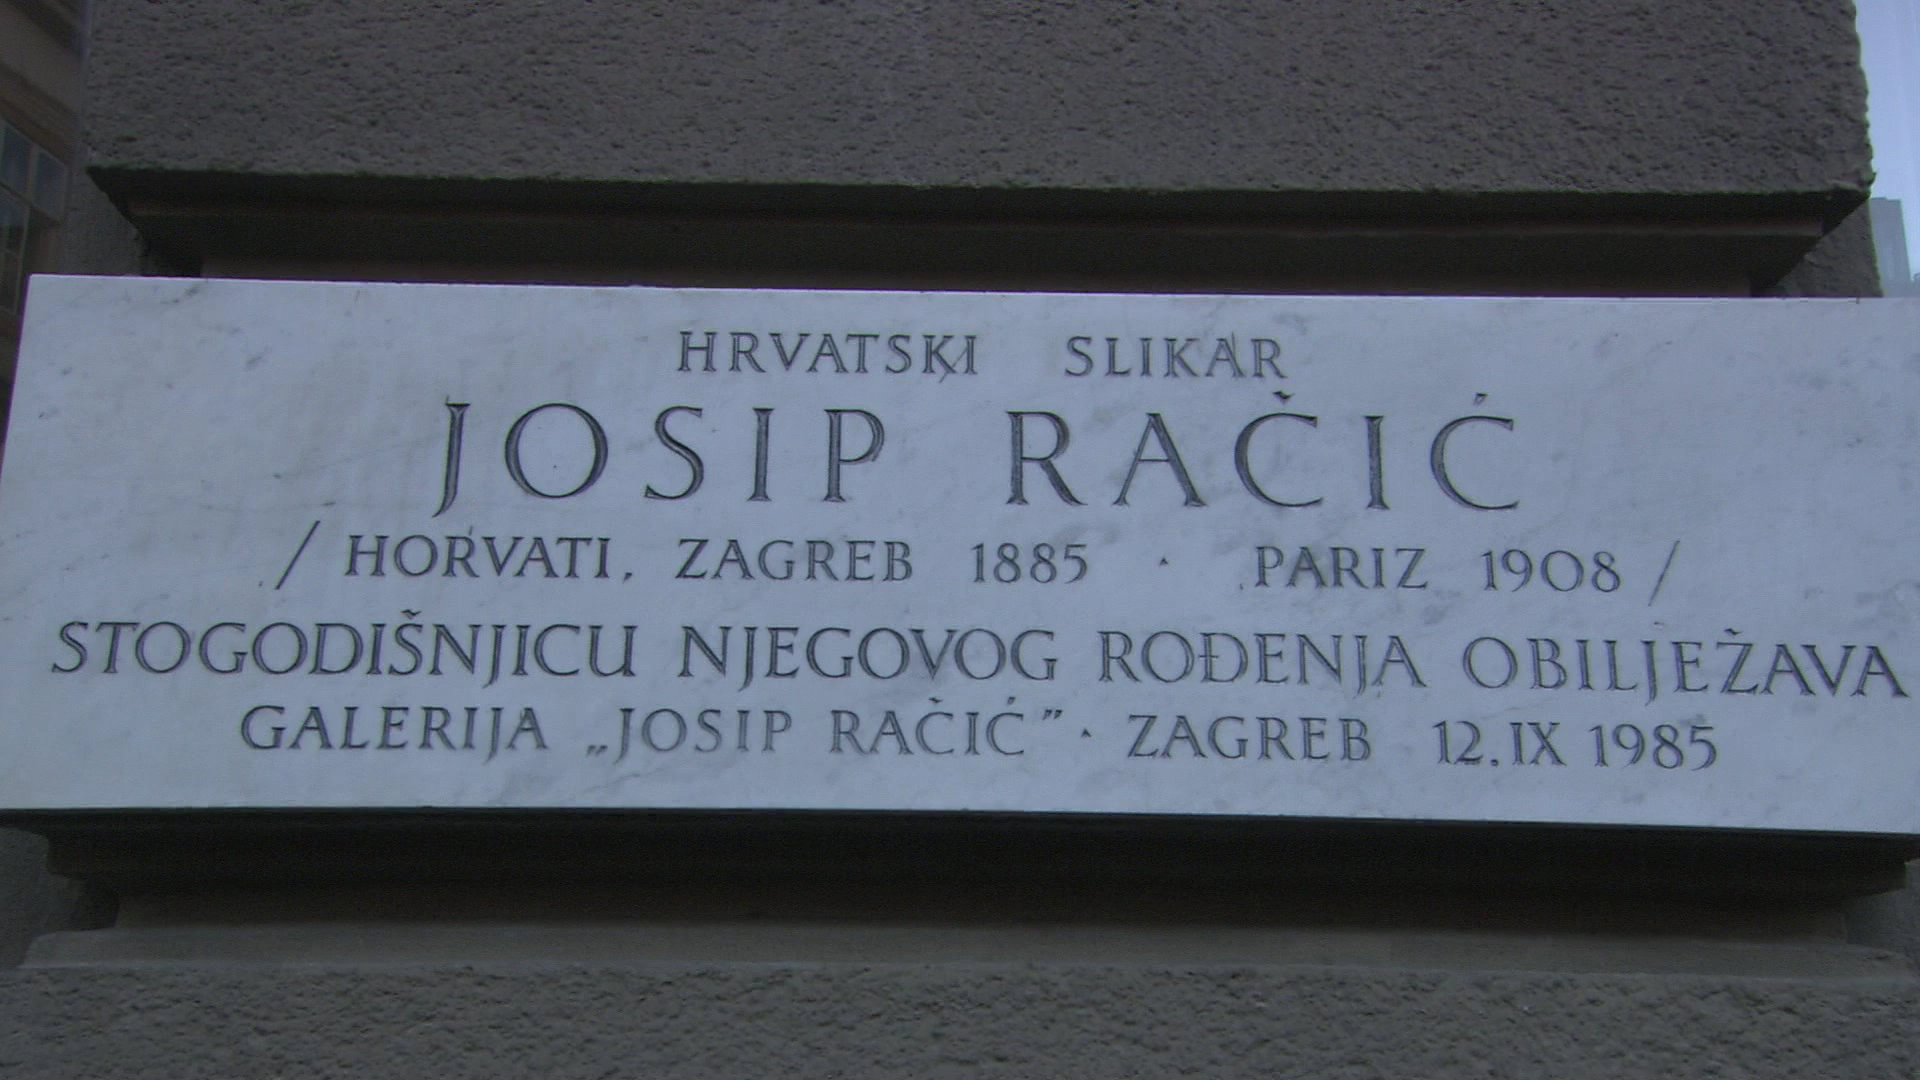 HRVATSKI SLIKAR
JOSIP RAČIĆ
/ HORVATI, ZAGREB 1885 · PARIZ 1908 /
STOGODIŠNJICU NJEGOVOG ROĐENJA OBILJEŽAVA
GALERIJA „JOSIP RAČIĆ” · ZAGREB 12.IX 1985